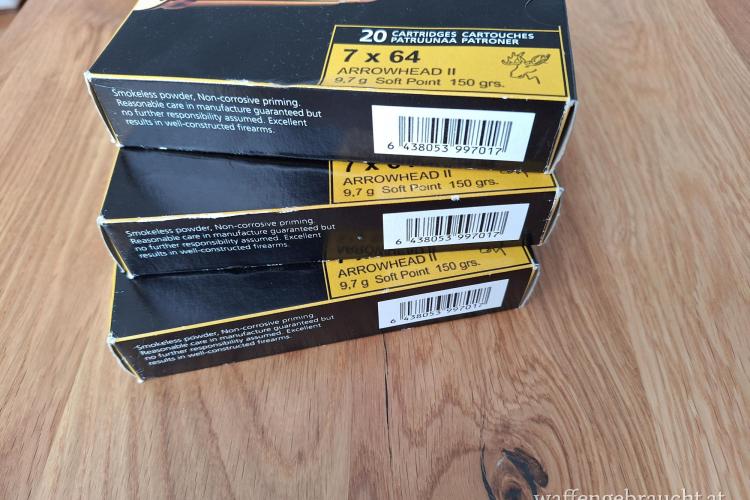 20 CARTRIDGES CARTOUCHES
PATRUUNAA PATRONER
7 x 64
ARROWHEAD II
9,7 g Soft Point 150 grs.
Smokeless powder, Non-corrosive priming.
Reasonable care in manufacture guaranteed but
no further responsibility assumed. Excellent
results in well-constructed firearms.
6 438053 997017
7 x
ARROWHEAD II
9,7 g Soft Point 150 grs.
Smokeless powder, Non-corrosive priming.
Reasonable care in manufacture guaranteed but
no further responsibility assumed. Excellent
results in well-constructed firearms.
6 438053 997017
ARROWHEAD II
9,7 g Soft Point 150 grs.
Smokeless powder, Non-corrosive priming.
Reasonable care in manufacture guaranteed but
no further responsibility assumed. Excellent
results in well-constructed firearms.
6 438053 997017
waffengebraucht.at